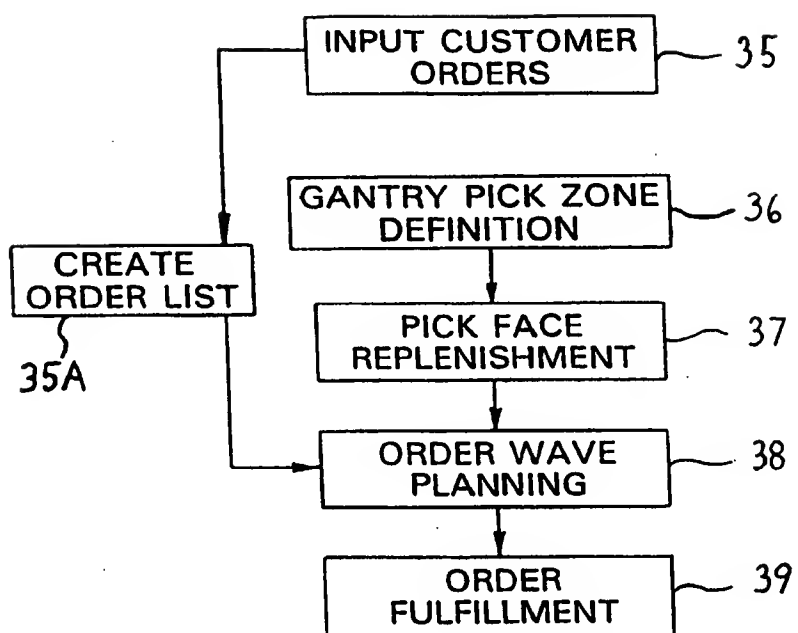 INPUT CUSTOMER
ORDERS
35
GANTRY PICK ZONE
DEFINITION
36
CREATE
ORDER LIST
35A
PICK FACE
REPLENISHMENT
37
ORDER WAVE
PLANNING
38
ORDER
FULFILLMENT
39